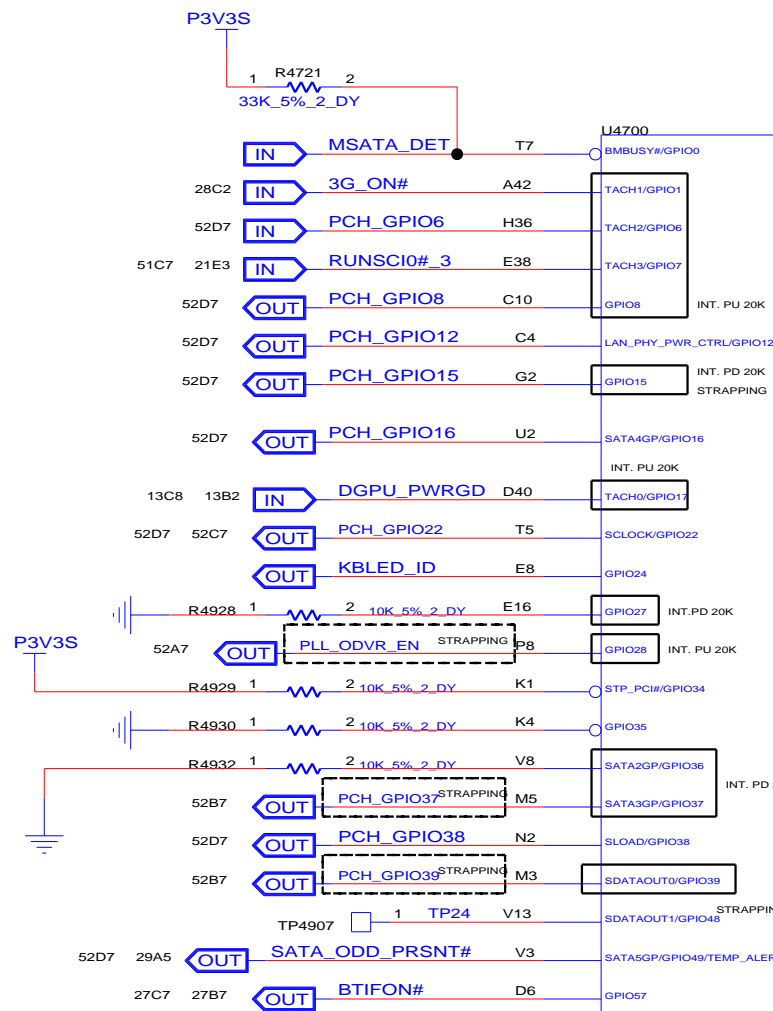 P3V3S
1 R4721 2
33K_5%_2_DY
U4700
IN MSATA_DET T7 BMBUSY#/GPIO0
28C2 IN 3G_ON# A42 TACH1/GPIO1
52D7 IN PCH_GPIO6 H36 TACH2/GPIO6
51C7 21E3 IN RUNSCI0#_3 E38 TACH3/GPIO7
52D7 OUT PCH_GPIO8 C10 GPIO8 INT. PU 20K
52D7 OUT PCH_GPIO12 C4 LAN_PHY_PWR_CTRL/GPIO12
52D7 OUT PCH_GPIO15 G2 GPIO15 INT. PD 20K
STRAPPING
52D7 OUT PCH_GPIO16 U2 SATA4GP/GPIO16
INT. PU 20K
13C8 13B2 IN DGPU_PWRGD D40 TACH0/GPIO17
52D7 52C7 OUT PCH_GPIO22 T5 SCLOCK/GPIO22
OUT KBLED_ID E8 GPIO24
R4928 1 2 10K_5%_2_DY E16 GPIO27 INT.PD 20K
P3V3S
52A7 OUT PLL_ODVR_EN STRAPPING P8 GPIO28 INT. PU 20K
R4929 1 2 10K_5%_2_DY K1 STP_PCI#/GPIO34
R4930 1 2 10K_5%_2_DY K4 GPIO35
R4932 1 2 10K_5%_2_DY V8 SATA2GP/GPIO36
INT. PD
52B7 OUT PCH_GPIO37 STRAPPING M5 SATA3GP/GPIO37
52D7 OUT PCH_GPIO38 N2 SLOAD/GPIO38
52B7 OUT PCH_GPIO39 STRAPPING M3 SDATAOUT0/GPIO39
STRAPPIN
TP4907 1 TP24 V13 SDATAOUT1/GPIO48
52D7 29A5 OUT SATA_ODD_PRSNT# V3 SATA5GP/GPIO49/TEMP_ALER
27C7 27B7 OUT BTIFON# D6 GPIO57